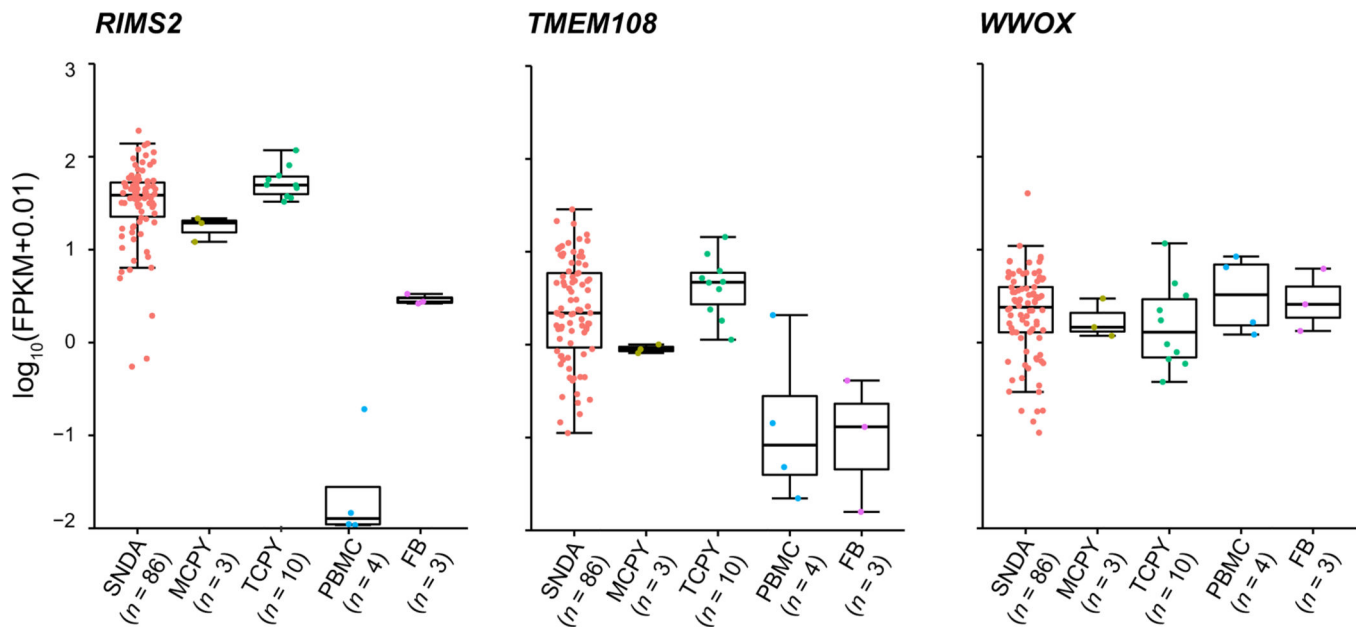 RIMS2
TMEM108
WWOX
log10(FPKM+0.01)
3
2
1
0
−1
−2
SNDA
(n = 86)
MCPY
(n = 3)
TCPY
(n = 10)
PBMC
(n = 4)
FB
(n = 3)
SNDA
(n = 86)
MCPY
(n = 3)
TCPY
(n = 10)
PBMC
(n = 4)
FB
(n = 3)
SNDA
(n = 86)
MCPY
(n = 3)
TCPY
(n = 10)
PBMC
(n = 4)
FB
(n = 3)